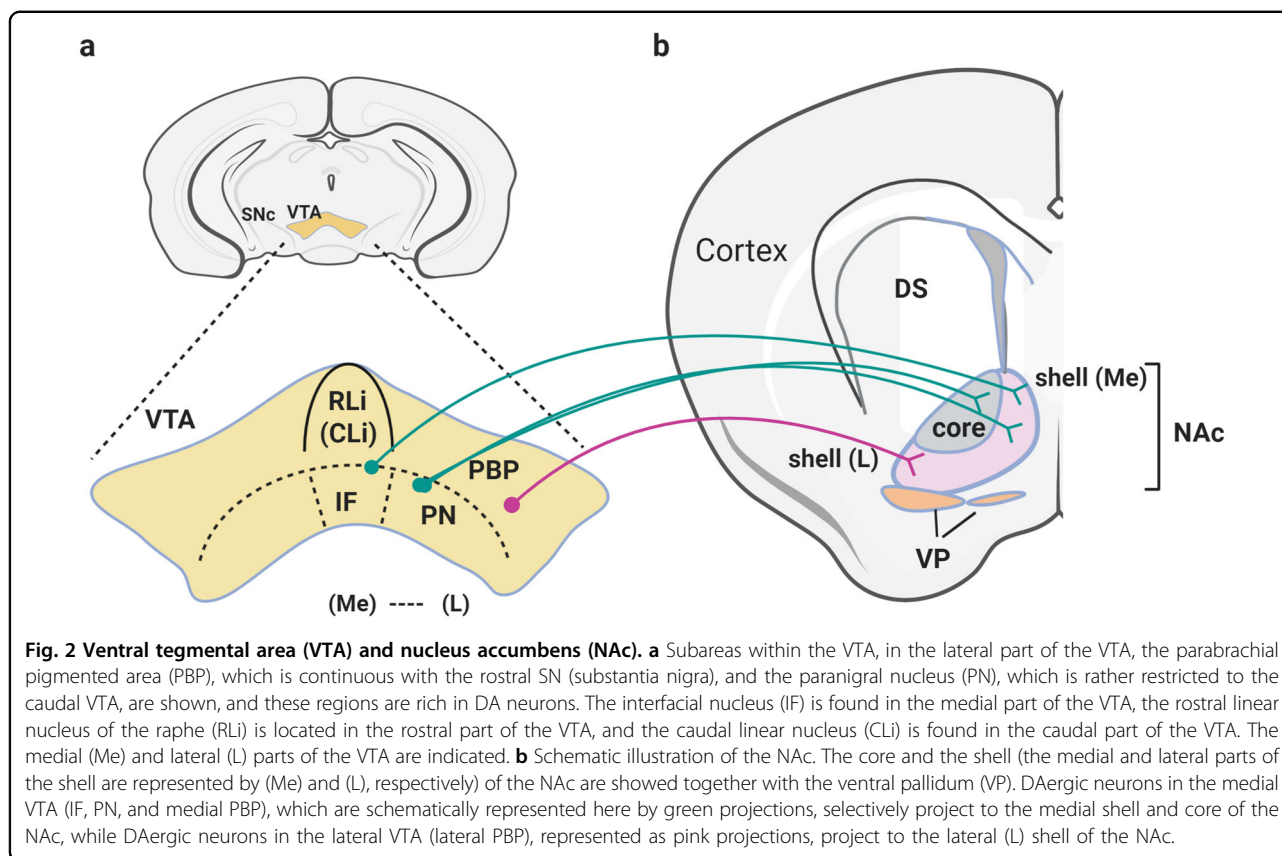 a
b
SNc VTA
Cortex
DS
shell (Me)
core
NAc
shell (L)
VP
VTA
RLi
(CLi)
PBP
IF
PN
(Me) ---- (L)
Fig. 2 Ventral tegmental area (VTA) and nucleus accumbens (NAc). a Subareas within the VTA, in the lateral part of the VTA, the parabrachial
pigmented area (PBP), which is continuous with the rostral SN (substantia nigra), and the paranigral nucleus (PN), which is rather restricted to the
caudal VTA, are shown, and these regions are rich in DA neurons. The interfacial nucleus (IF) is found in the medial part of the VTA, the rostral linear
nucleus of the raphe (RLi) is located in the rostral part of the VTA, and the caudal linear nucleus (CLi) is found in the caudal part of the VTA. The
medial (Me) and lateral (L) parts of the VTA are indicated. b Schematic illustration of the NAc. The core and the shell (the medial and lateral parts of
the shell are represented by (Me) and (L), respectively) of the NAc are showed together with the ventral pallidum (VP). DAergic neurons in the medial
VTA (IF, PN, and medial PBP), which are schematically represented here by green projections, selectively project to the medial shell and core of the
NAc, while DAergic neurons in the lateral VTA (lateral PBP), represented as pink projections, project to the lateral (L) shell of the NAc.